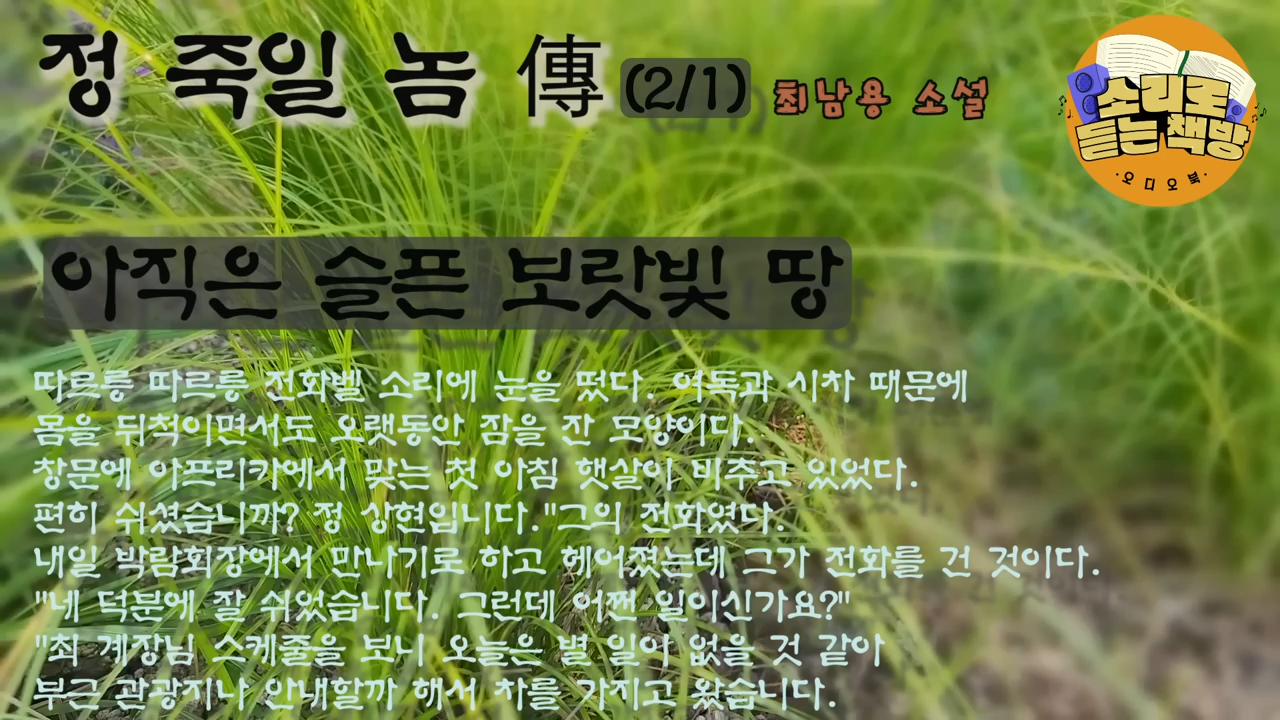 정 죽일 놈 傳 (2/1) 최남용 소설
소리로
듣는 책방
·오디오북·
아직은 슬픈 보랏빛 땅
따르릉 따르릉 전화벨 소리에 눈을 떴다. 여독과 시차 때문에
몸을 뒤척이면서도 오랫동안 잠을 잔 모양이다.
창문에 아프리카에서 맞는 첫 아침 햇살이 비추고 있었다.
편히 쉬셨습니까? 정 상현입니다."그의 전화였다.
내일 박람회장에서 만나기로 하고 헤어졌는데 그가 전화를 건 것이다.
"네 덕분에 잘 쉬었습니다. 그런데 어쩐 일이신가요?"
"최 계장님 스케줄을 보니 오늘은 별 일이 없을 것 같아
부근 관광지나 안내할까 해서 차를 가지고 왔습니다.